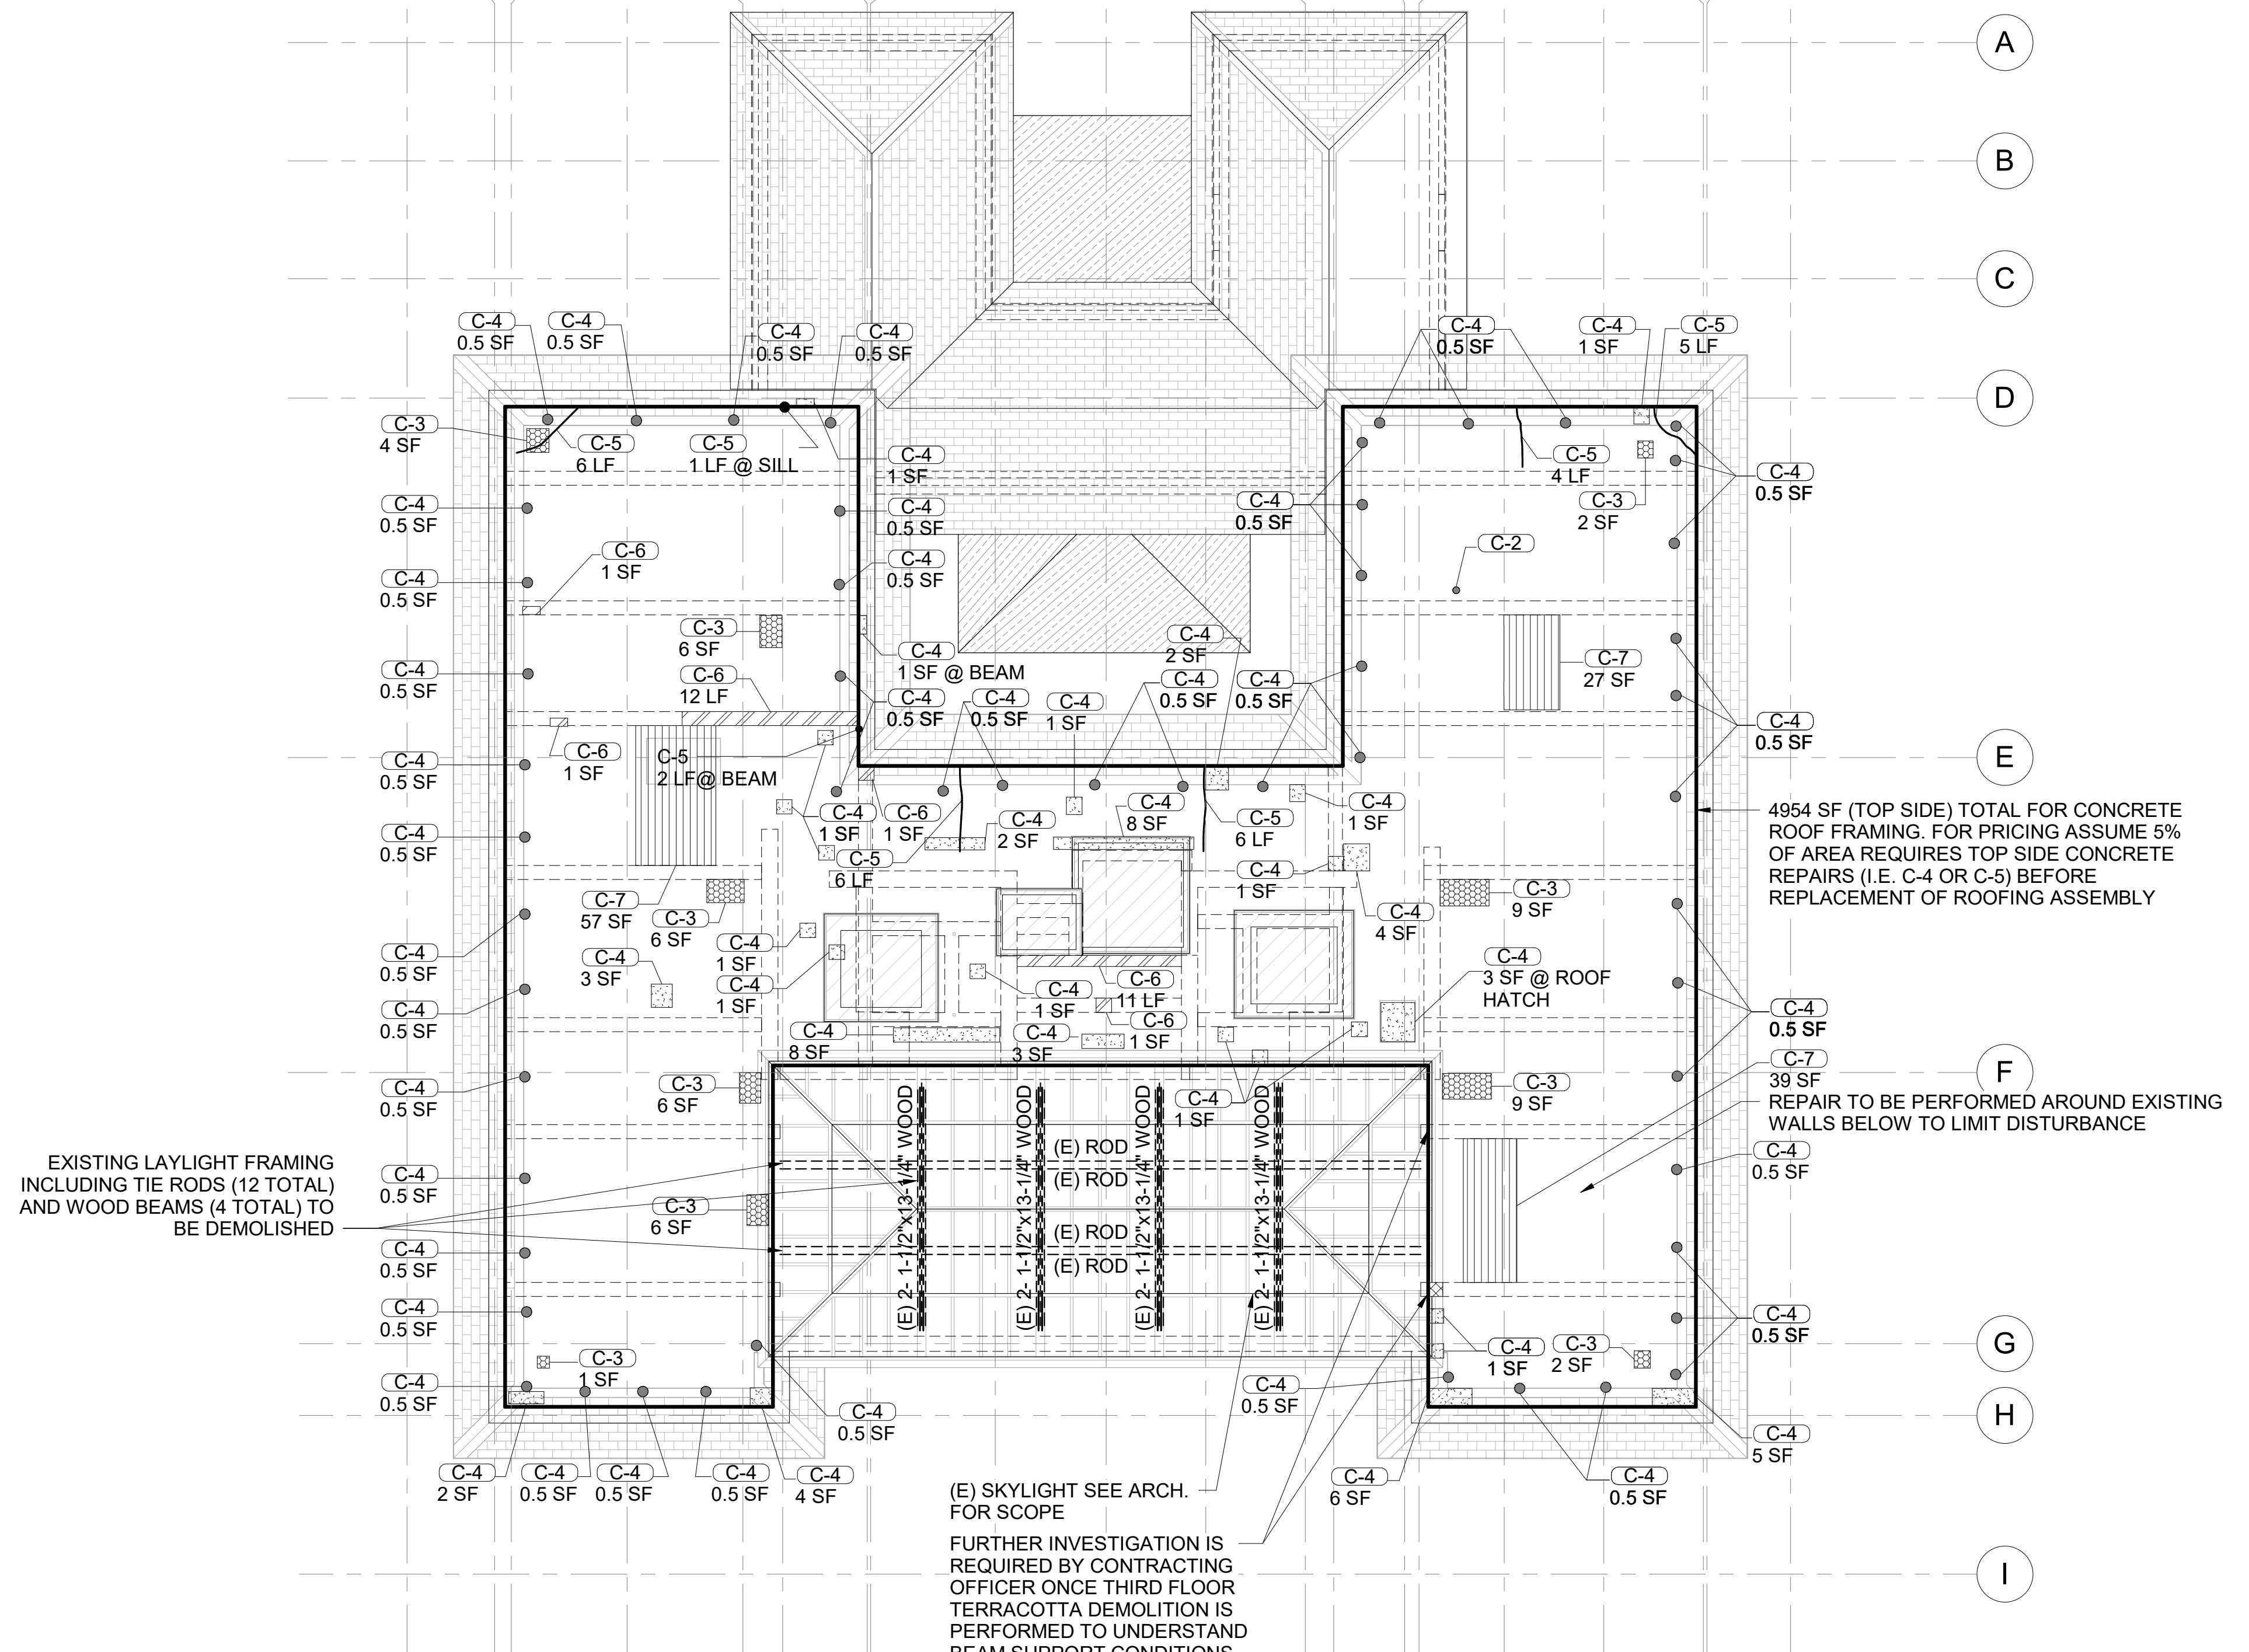 A
B
C
C-4
0.5 SF
C-4
0.5 SF
C-4
0.5 SF
C-4
0.5 SF
C-4
0.5 SF
C-4
1 SF
C-5
5 LF
D
C-3
4 SF
C-5
6 LF
C-5
1 LF @ SILL
C-4
1 SF
C-5
4 LF
C-4
0.5 SF
C-4
0.5 SF
C-4
0.5 SF
C-4
0.5 SF
C-3
2 SF
C-6
1 SF
C-4
0.5 SF
C-4
0.5 SF
C-2
C-3
6 SF
C-4
1 SF @ BEAM
C-4
2 SF
C-7
27 SF
C-4
0.5 SF
C-6
12 LF
C-4
0.5 SF
C-4
0.5 SF
C-4
1 SF
C-4
0.5 SF
C-4
0.5 SF
C-4
0.5 SF
C-4
0.5 SF
C-6
1 SF
C-5
2 LF@ BEAM
E
C-4
0.5 SF
C-4
1 SF
C-6
1 SF
C-4
2 SF
C-4
8 SF
C-5
6 LF
C-4
1 SF
4954 SF (TOP SIDE) TOTAL FOR CONCRETE
ROOF FRAMING. FOR PRICING ASSUME 5%
OF AREA REQUIRES TOP SIDE CONCRETE
REPAIRS (I.E. C-4 OR C-5) BEFORE
REPLACEMENT OF ROOFING ASSEMBLY
C-5
6 LF
C-4
1 SF
C-7
57 SF
C-3
6 SF
C-3
9 SF
C-4
4 SF
C-4
0.5 SF
C-4
3 SF
C-4
1 SF
C-4
1 SF
C-4
1 SF
C-6
11 LF
C-4
3 SF @ ROOF
HATCH
C-4
0.5 SF
C-4
8 SF
C-4
3 SF
C-6
1 SF
C-4
0.5 SF
C-7
39 SF
REPAIR TO BE PERFORMED AROUND EXISTING
WALLS BELOW TO LIMIT DISTURBANCE
F
C-4
0.5 SF
C-3
6 SF
C-4
1 SF
C-3
9 SF
(E) 2- 1-1/2"x13-1/4" WOOD
(E) 2- 1-1/2"x13-1/4" WOOD
(E) 2- 1-1/2"x13-1/4" WOOD
(E) 2- 1-1/2"x13-1/4" WOOD
(E) ROD
(E) ROD
(E) ROD
(E) ROD
C-4
0.5 SF
EXISTING LAYLIGHT FRAMING
INCLUDING TIE RODS (12 TOTAL)
AND WOOD BEAMS (4 TOTAL) TO
BE DEMOLISHED
C-4
0.5 SF
C-3
6 SF
C-4
0.5 SF
C-4
0.5 SF
C-4
0.5 SF
G
C-3
1 SF
C-4
1 SF
C-3
2 SF
C-4
0.5 SF
C-4
0.5 SF
C-4
0.5 SF
H
C-4
5 SF
C-4
2 SF
C-4
0.5 SF
C-4
0.5 SF
C-4
0.5 SF
C-4
4 SF
C-4
6 SF
C-4
0.5 SF
(E) SKYLIGHT SEE ARCH.
FOR SCOPE
FURTHER INVESTIGATION IS
REQUIRED BY CONTRACTING
OFFICER ONCE THIRD FLOOR
TERRACOTTA DEMOLITION IS
PERFORMED TO UNDERSTAND
BEAM SUPPORT CONDITIONS
I